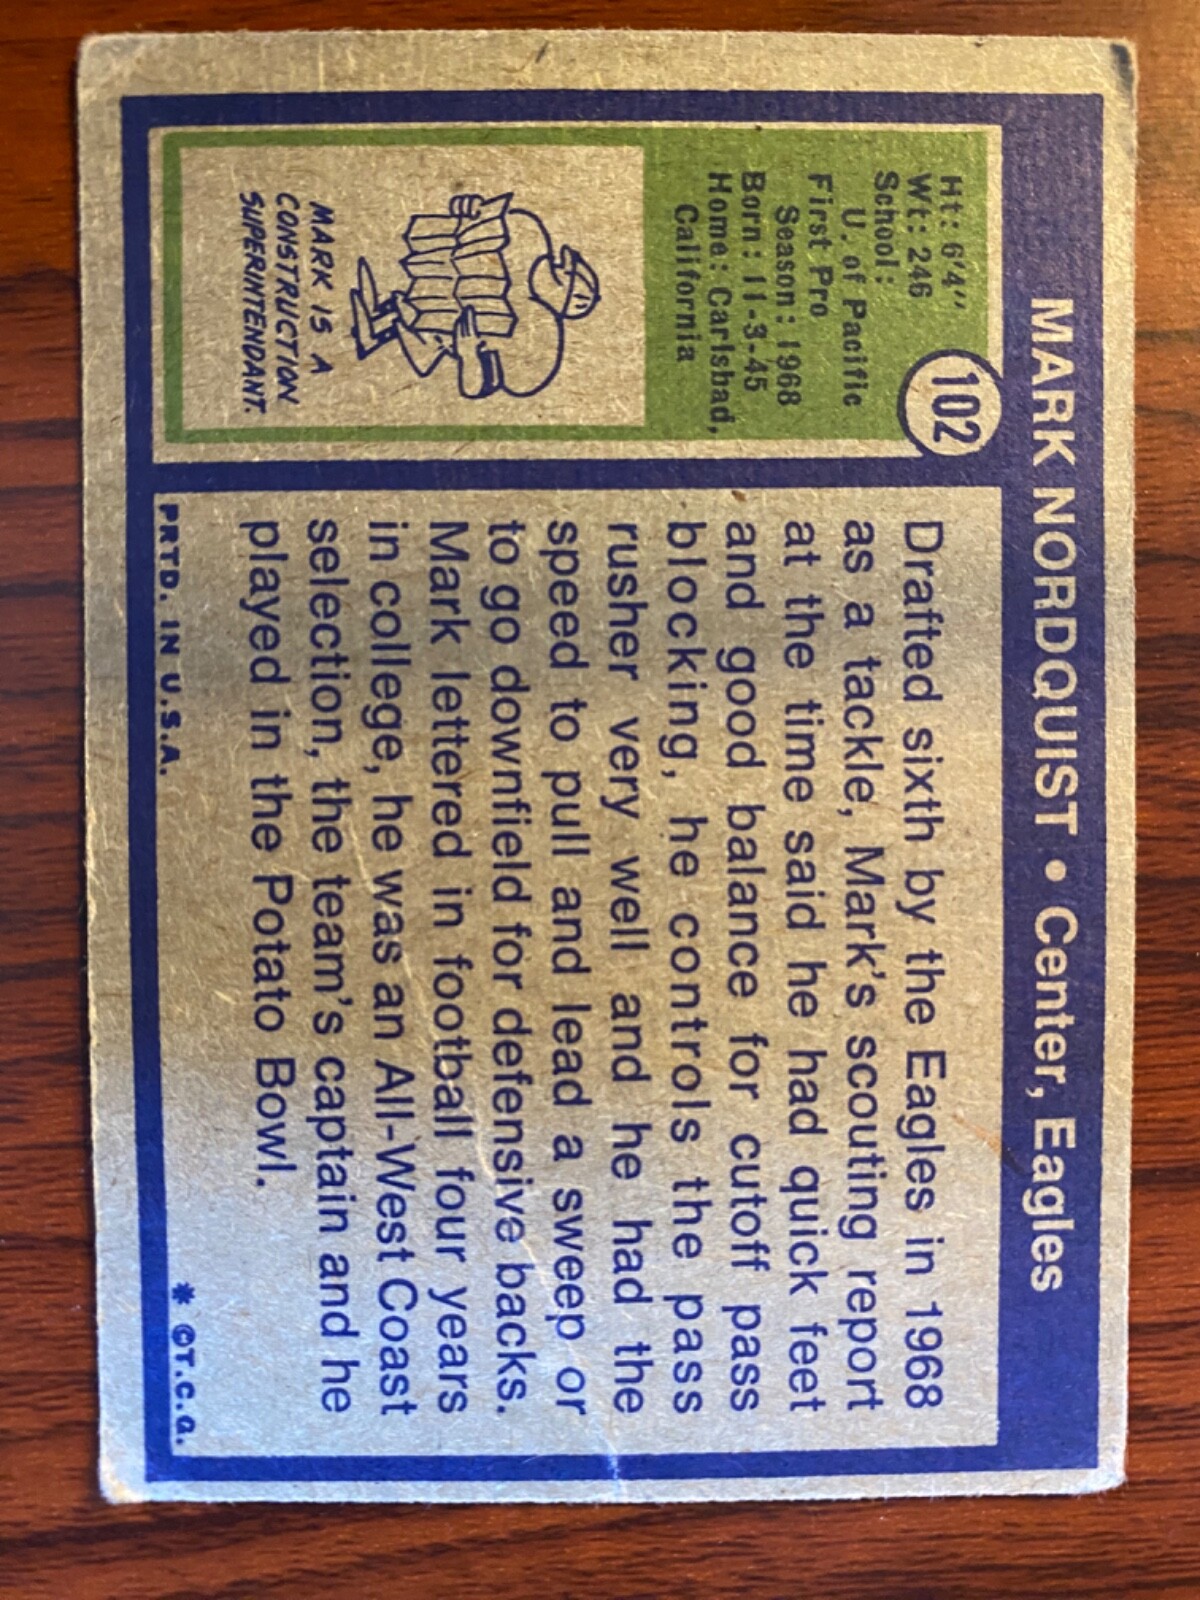 MARK NORDQUIST • Center, Eagles
102
Ht: 6'4"
Wt: 246
School:
U. of Pacific
First Pro
Season: 1968
Born: 11-3-45
Home: Carlsbad,
California
MARK IS A
CONSTRUCTION
SUPERINTENDANT.
Drafted sixth by the Eagles in 1968
as a tackle, Mark's scouting report
at the time said he had quick feet
and good balance for cutoff pass
blocking, he controls the pass
rusher very well and he had the
speed to pull and lead a sweep or
to go downfield for defensive backs.
Mark lettered in football four years
in college, he was an All-West Coast
selection, the team's captain and he
played in the Potato Bowl.
PRTD. IN U.S.A.
* ©T.C.G.